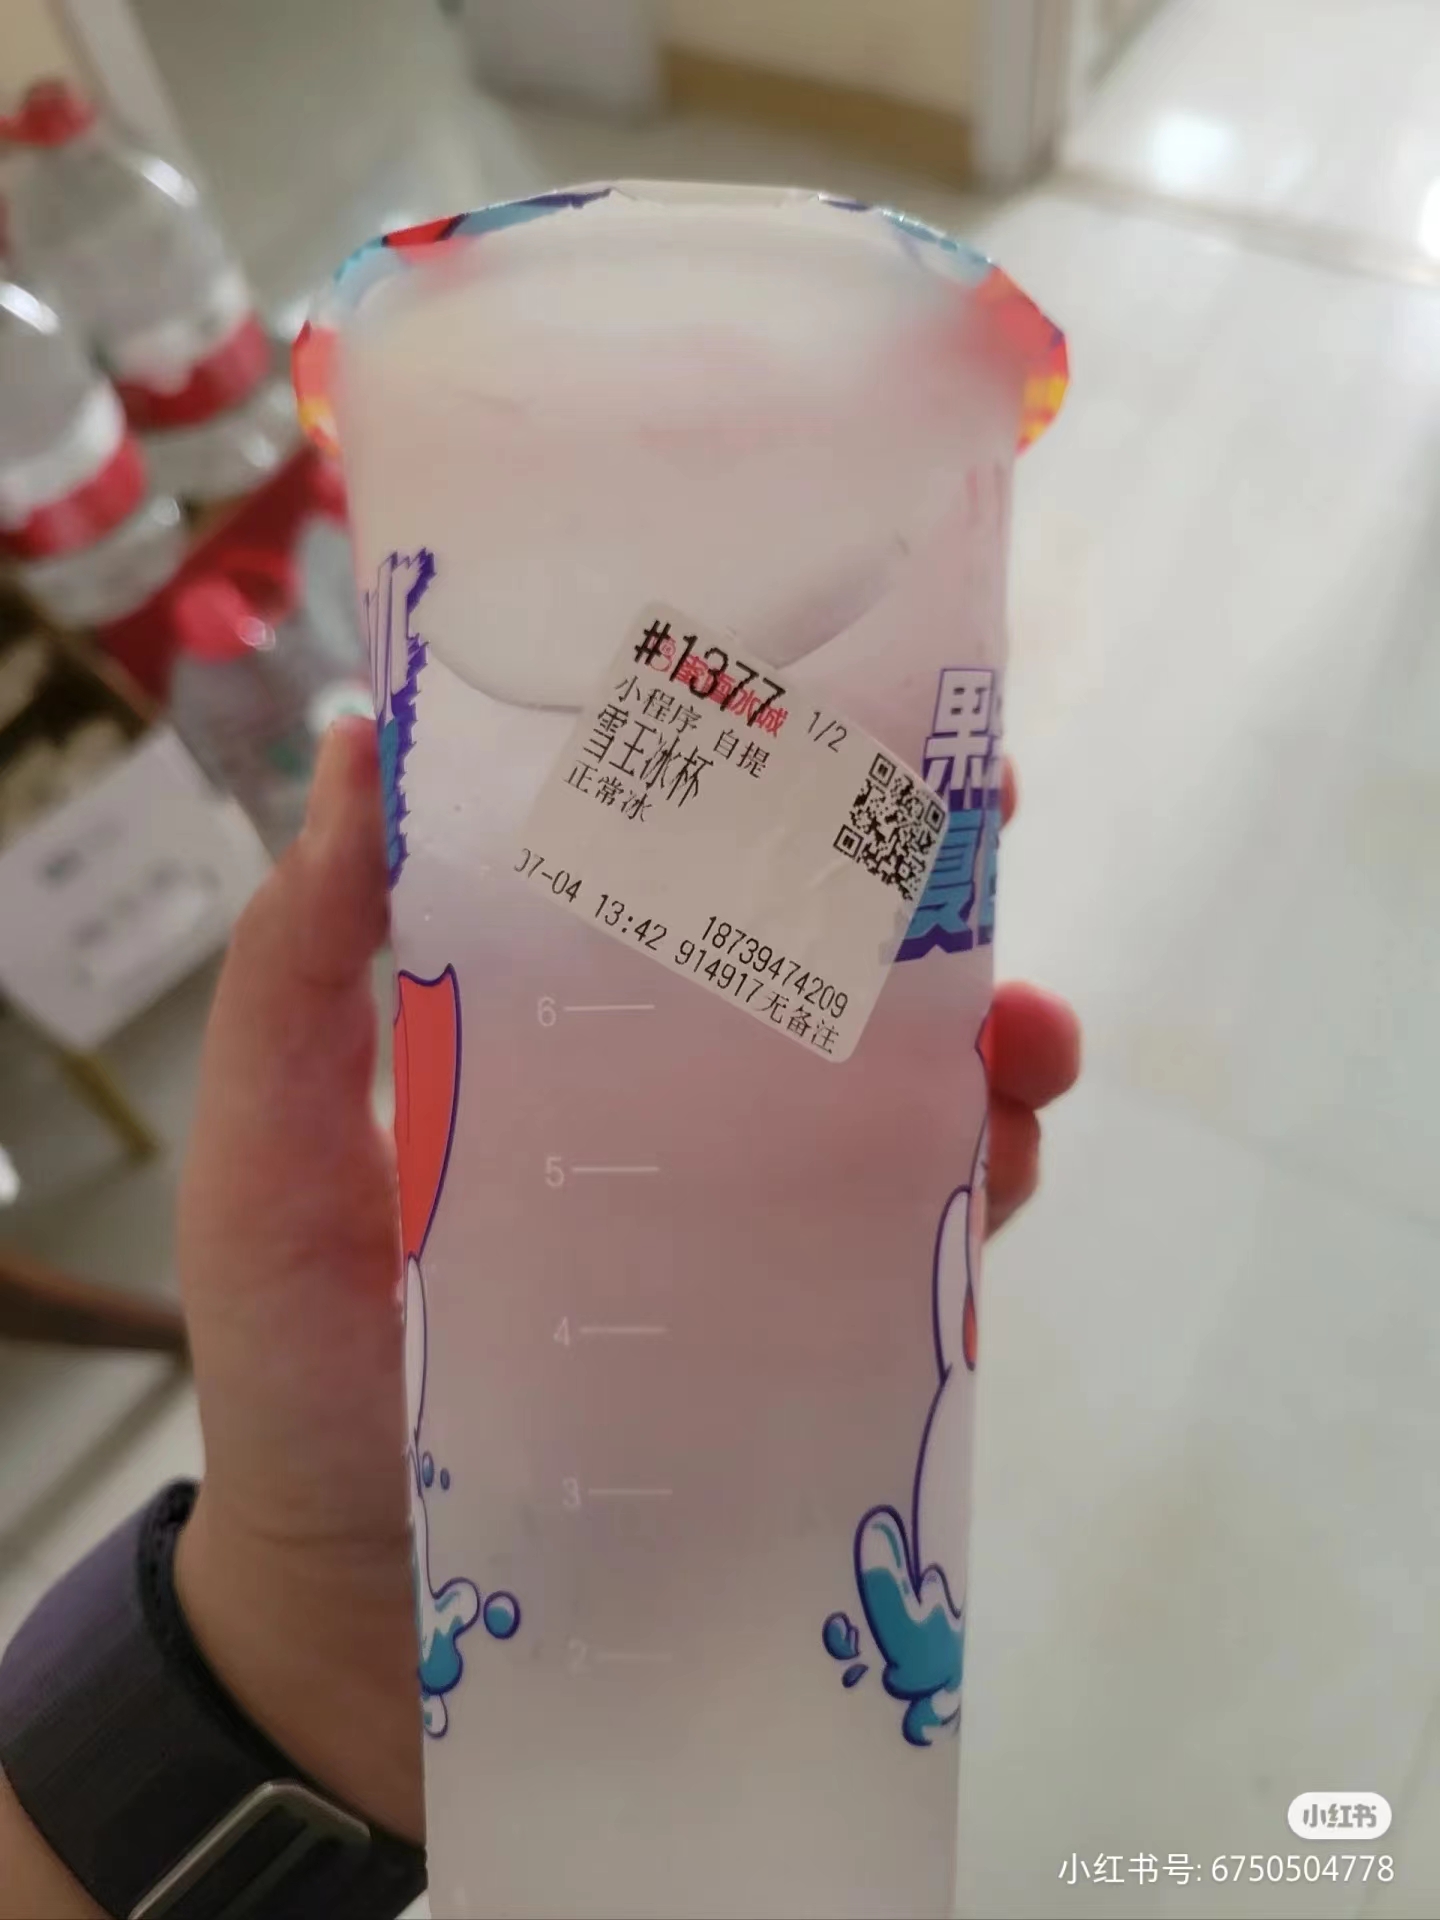 #1377
蜜雪冰城
1/2
小程序 自提
雪王冰杯
正常冰
18739474209
07-04 13:42 914917无备注
果
夏
6
5
4
3
2
小红书
小红书号: 6750504778